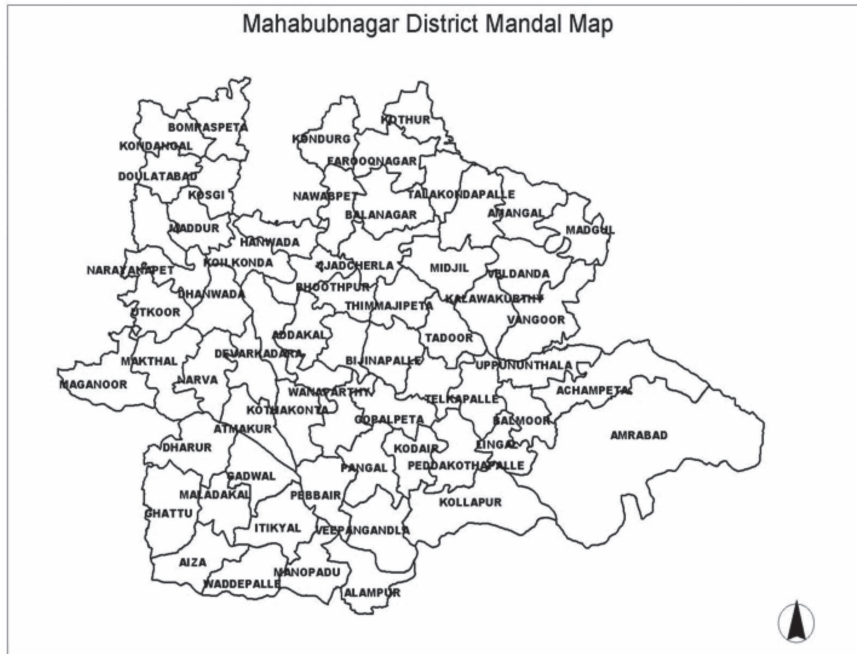 Mahabubnagar District Mandal Map
KOTHUR
BOMRASPETA
KONDURG
KONDANGAL
FAROOQNAGAR
DOULATABAD
KOSGI
NAWABPET
TALAKONDAPALLE
BALANAGAR
AMANGAL
MADDUR
MADGUL
HANWADA
KOILKONDA
JADCHERLA
MIDJIL
NARAYANAPET
VELDANDA
BHOOTHPUR
DHANWADA
KALAWAKURTHY
THIMMAJIPETA
UTKOOR
VANGOOR
ADDAKAL
TADOOR
DEVARKADARA
MAKTHAL
BIJINAPALLE
UPPUNUNTHALA
NARVA
MAGANOOR
WANAPARTHY
ACHAMPETA
TELKAPALLE
KOTHAKONTA
GOPALPETA
BALMOOR
ATMAKUR
AMRABAD
DHARUR
KODAIR
LINGAL
PEDDAKOTHAPALLE
PANGAL
GADWAL
MALADAKAL
PEBBAIR
KOLLAPUR
GHATTU
ITIKYAL
VEEPANGANDLA
AIZA
MANOPADU
WADDEPALLE
ALAMPUR